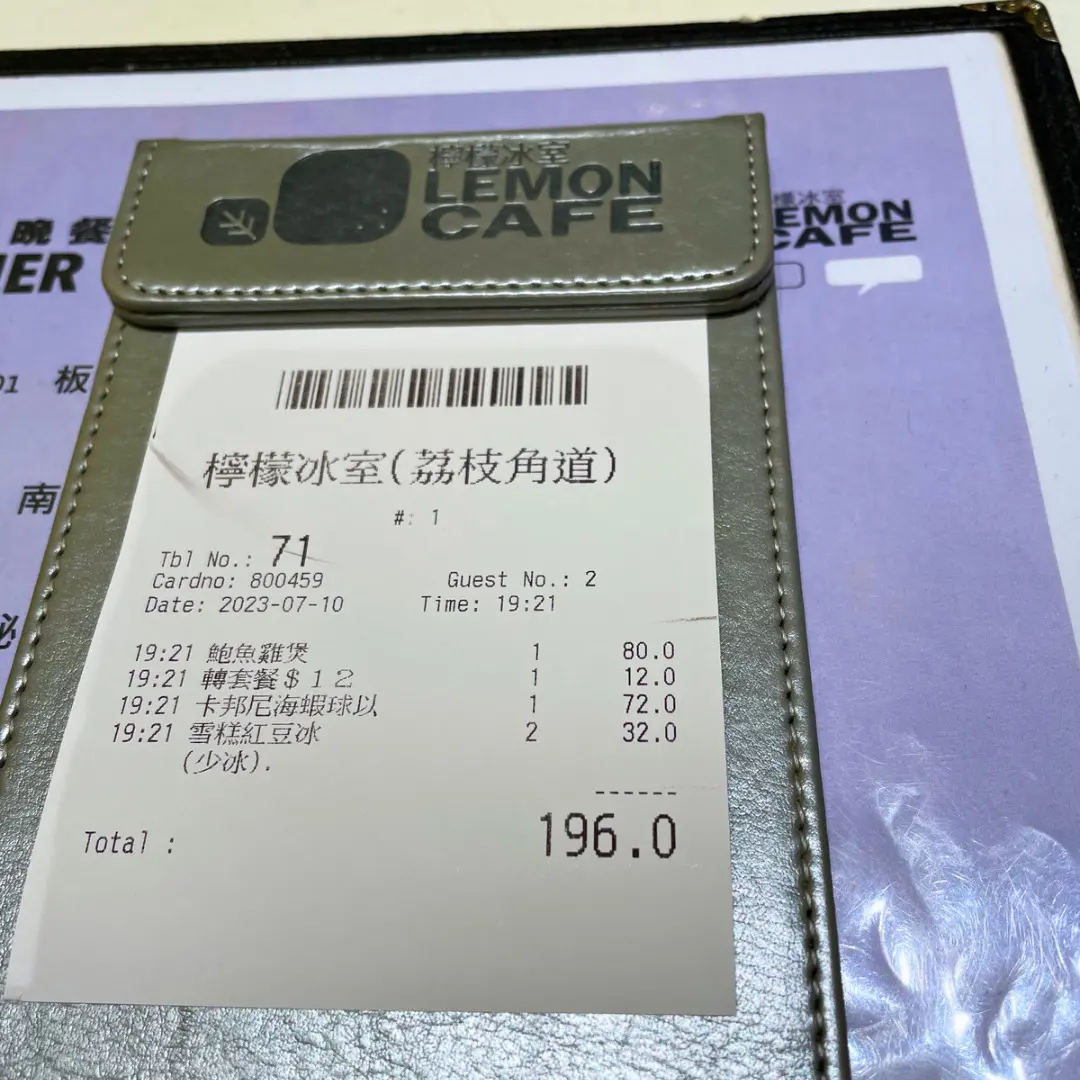 檸檬冰室
LEMON
CAFE
晚餐
冰室
EMON
CAFE
板
南
檸檬冰室(荔枝角道)
#: 1
Tbl No.: 71
Cardno: 800459 Guest No.: 2
Date: 2023-07-10 Time: 19:21
19:21 鮑魚雞煲 1 80.0
19:21 轉套餐$12 1 12.0
19:21 卡邦尼海蝦球以 1 72.0
19:21 雪糕紅豆冰 2 32.0
(少冰).
------
Total : 196.0